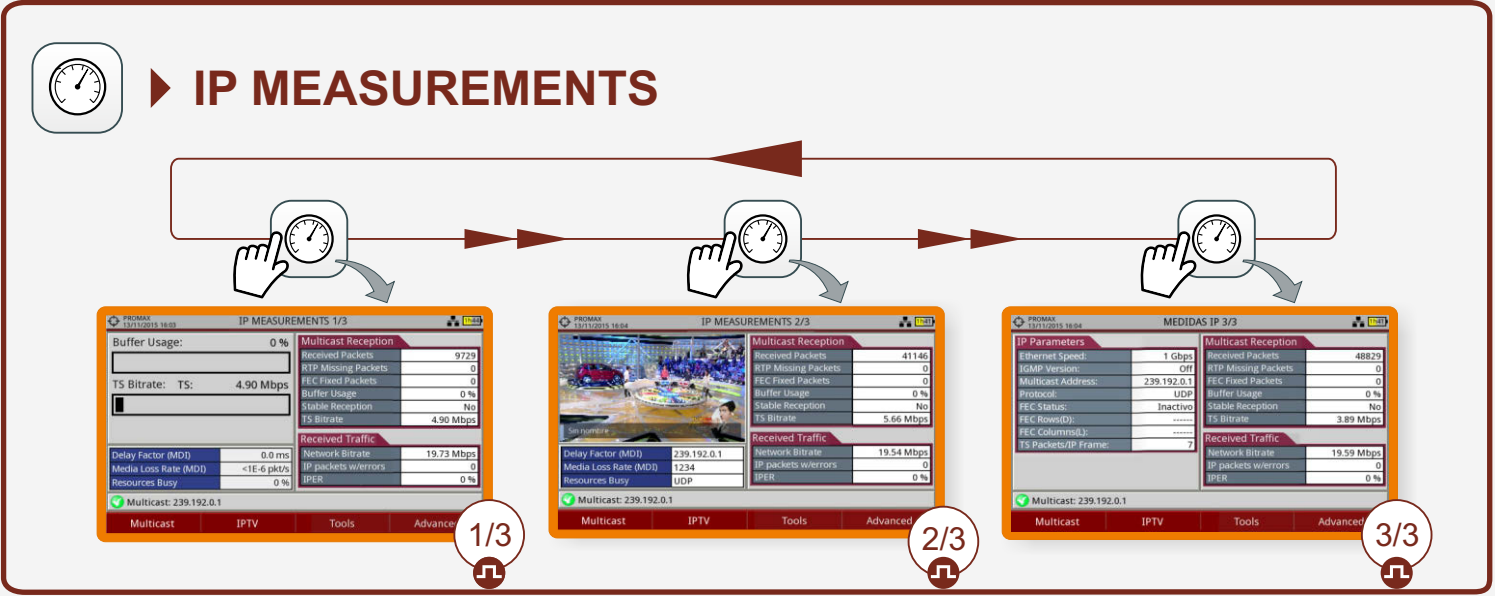 IP MEASUREMENTS
PROMAX
13/11/2015 16:03
IP MEASUREMENTS 1/3
Buffer Usage: 0 %
TS Bitrate: TS: 4.90 Mbps
Delay Factor (MDI) 0.0 ms
Media Loss Rate (MDI) <1E-6 pkt/s
Resources Busy 0 %
Multicast Reception
Received Packets 9729
RTP Missing Packets 0
FEC Fixed Packets 0
Buffer Usage 0 %
Stable Reception No
TS Bitrate 4.90 Mbps
Received Traffic
Network Bitrate 19.73 Mbps
IP packets w/errors 0
IPER 0 %
Multicast: 239.192.0.1
Multicast IPTV Tools Advanced
1/3
PROMAX
13/11/2015 16:04
IP MEASUREMENTS 2/3
Sin nombre
Delay Factor (MDI) 239.192.0.1
Media Loss Rate (MDI) 1234
Resources Busy UDP
Multicast Reception
Received Packets 41146
RTP Missing Packets 0
FEC Fixed Packets 0
Buffer Usage 0 %
Stable Reception No
TS Bitrate 5.66 Mbps
Received Traffic
Network Bitrate 19.54 Mbps
IP packets w/errors 0
IPER 0 %
Multicast: 239.192.0.1
Multicast IPTV Tools Advanced
2/3
PROMAX
13/11/2015 16:04
MEDIDAS IP 3/3
IP Parameters
Ethernet Speed: 1 Gbps
IGMP Version: Off
Multicast Address: 239.192.0.1
Protocol: UDP
FEC Status: Inactivo
FEC Rows(D): ------
FEC Columns(L): ------
TS Packets/IP Frame: 7
Multicast Reception
Received Packets 48829
RTP Missing Packets 0
FEC Fixed Packets 0
Buffer Usage 0 %
Stable Reception No
TS Bitrate 3.89 Mbps
Received Traffic
Network Bitrate 19.59 Mbps
IP packets w/errors 0
IPER 0 %
Multicast: 239.192.0.1
Multicast IPTV Tools Advanced
3/3